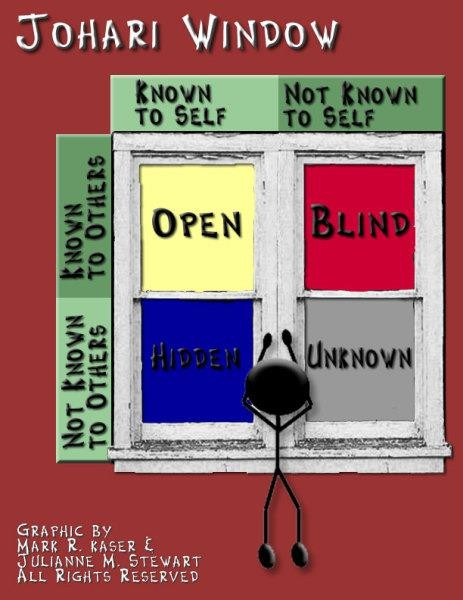 Johari Window
Known
to Self
Not Known
to Self
Known
to Others
Open
Blind
Not Known
to Others
Hidden
Unknown
Graphic by
Mark R. Kaser &
Julianne M. Stewart
All Rights Reserved